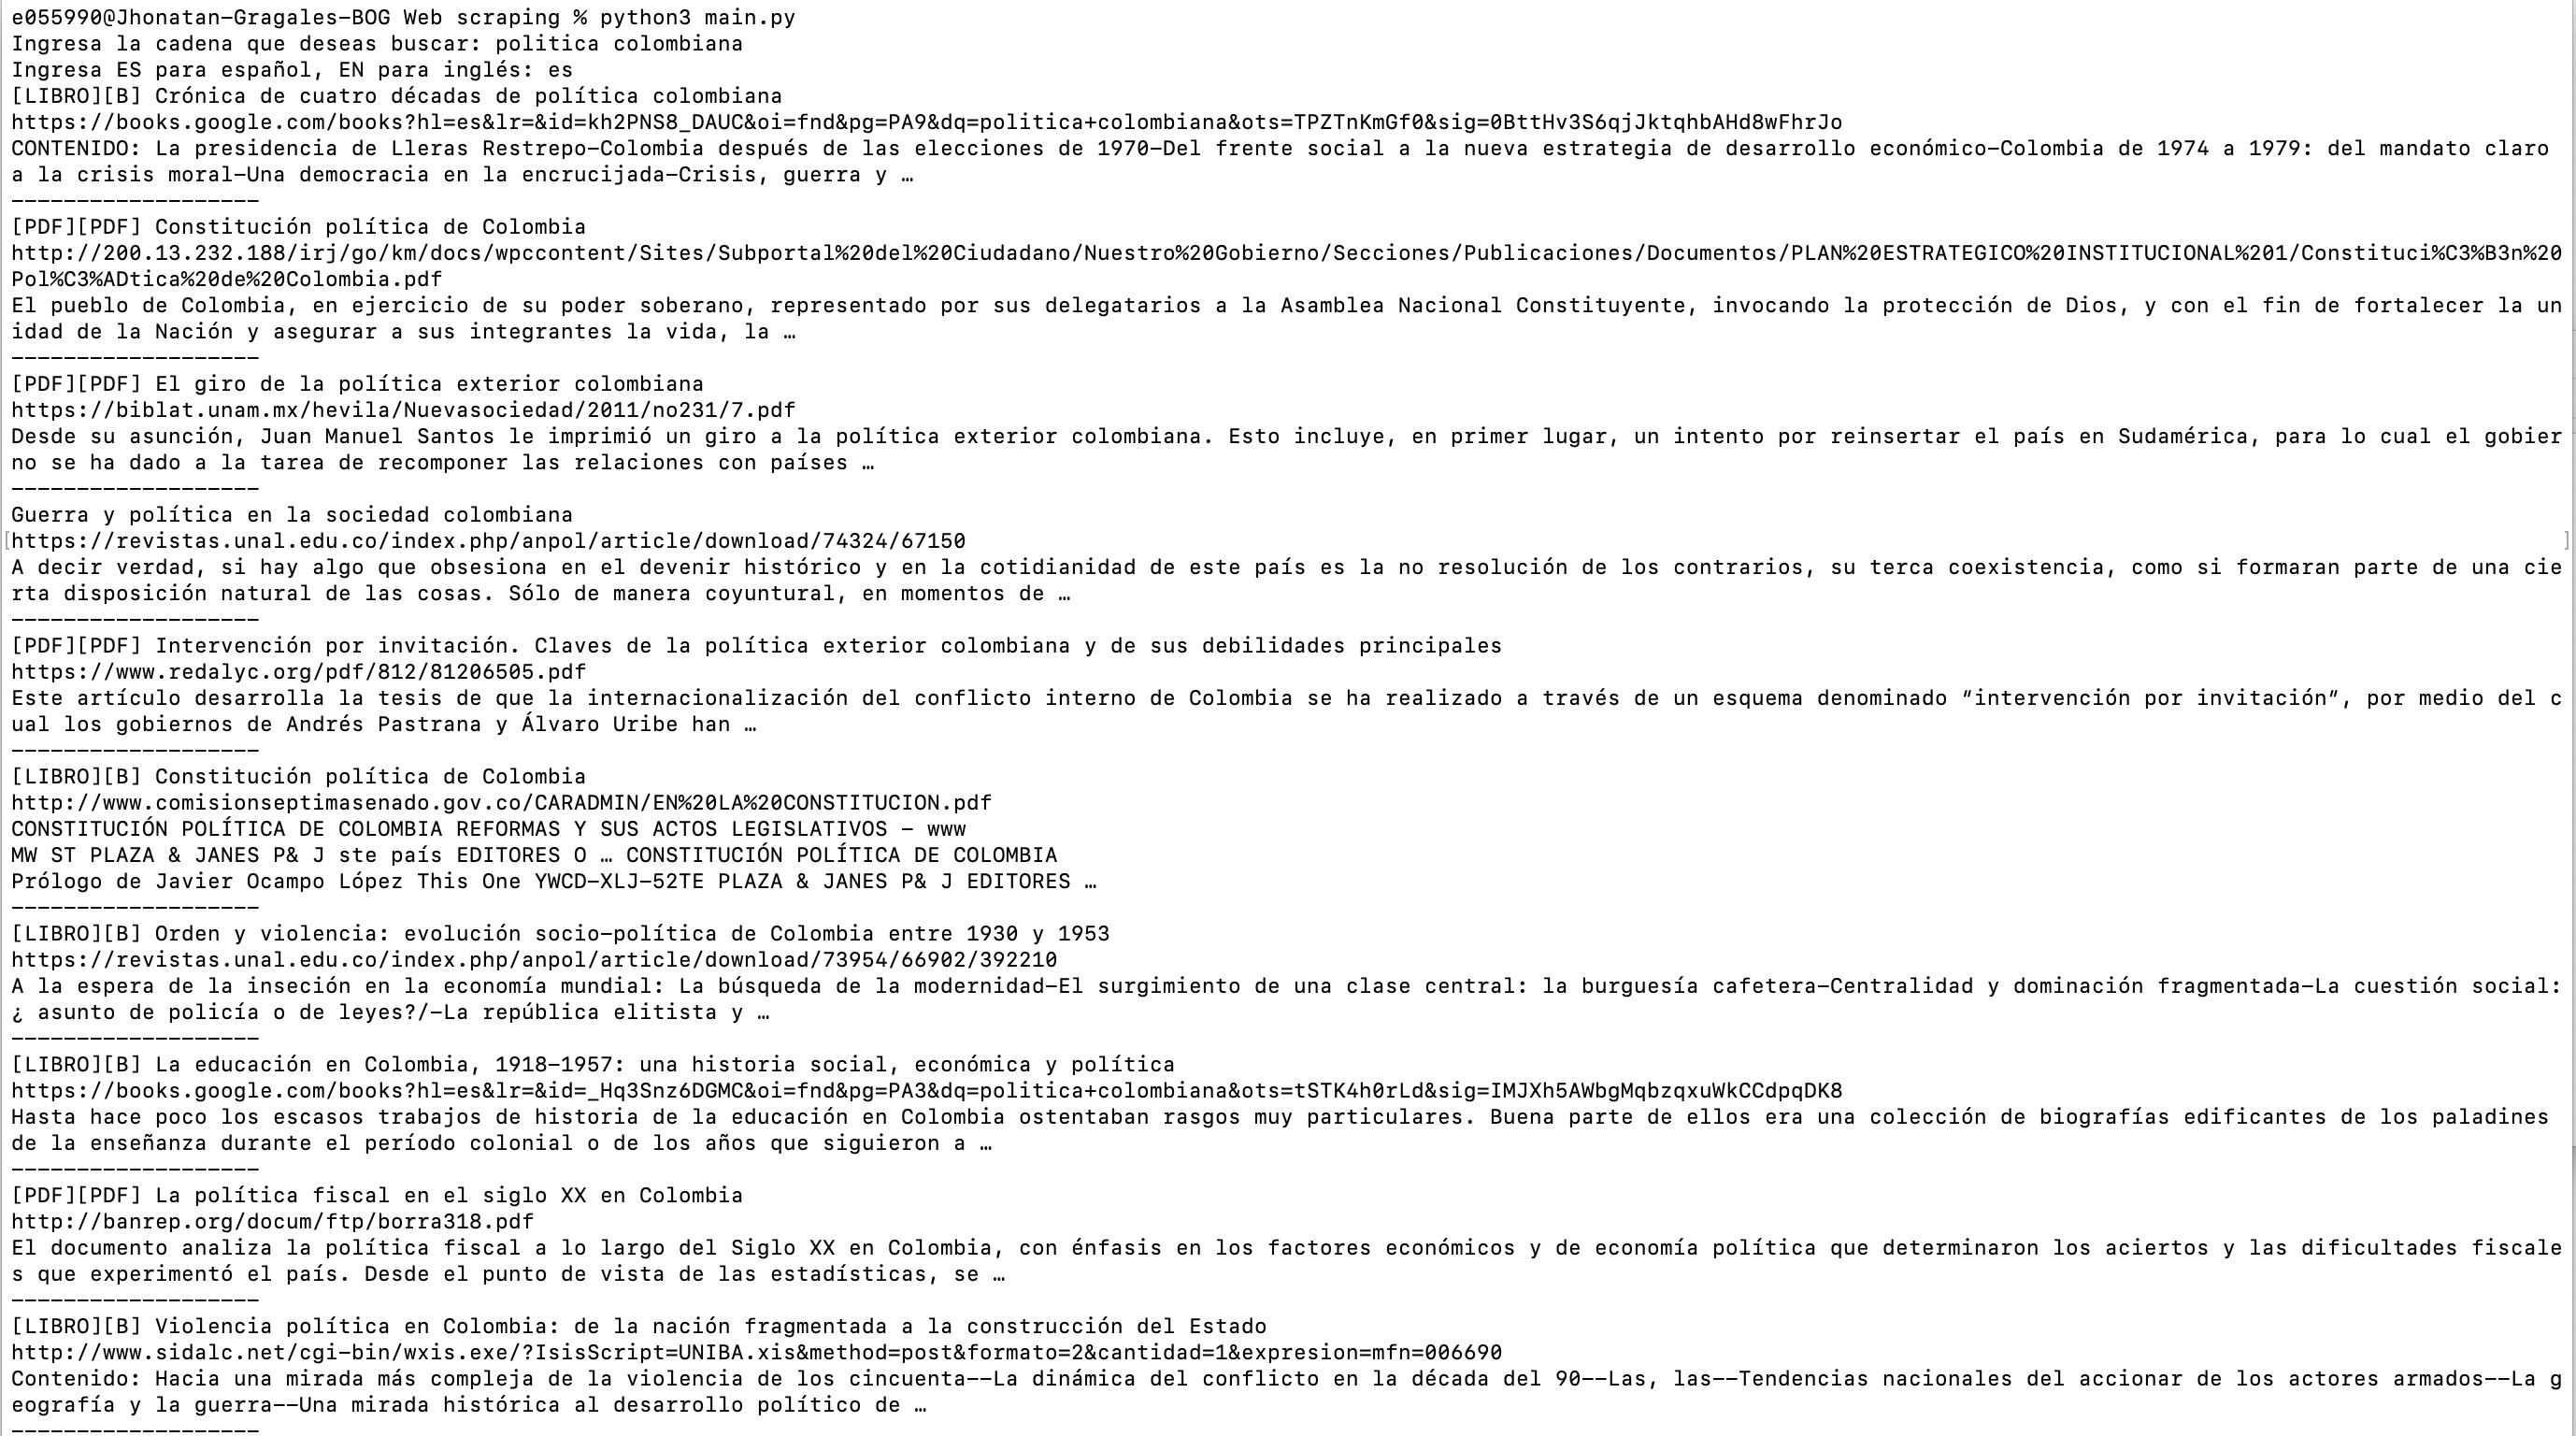 e055990@Jhonatan-Gragales-BOG Web scraping % python3 main.py
Ingresa la cadena que deseas buscar: politica colombiana
Ingresa ES para español, EN para inglés: es
[LIBRO][B] Crónica de cuatro décadas de política colombiana
https://books.google.com/books?hl=es&lr=&id=kh2PNS8_DAUC&oi=fnd&pg=PA9&dq=politica+colombiana&ots=TPZTnKmGf0&sig=0BttHv3S6qjJktqhbAHd8wFhrJo
CONTENIDO: La presidencia de Lleras Restrepo-Colombia después de las elecciones de 1970-Del frente social a la nueva estrategia de desarrollo económico-Colombia de 1974 a 1979: del mandato claro
a la crisis moral-Una democracia en la encrucijada-Crisis, guerra y …
-------------------
[PDF][PDF] Constitución política de Colombia
http://200.13.232.188/irj/go/km/docs/wpccontent/Sites/Subportal%20del%20Ciudadano/Nuestro%20Gobierno/Secciones/Publicaciones/Documentos/PLAN%20ESTRATEGICO%20INSTITUCIONAL%201/Constituci%C3%B3n%20
Pol%C3%ADtica%20de%20Colombia.pdf
El pueblo de Colombia, en ejercicio de su poder soberano, representado por sus delegatarios a la Asamblea Nacional Constituyente, invocando la protección de Dios, y con el fin de fortalecer la un
idad de la Nación y asegurar a sus integrantes la vida, la …
-------------------
[PDF][PDF] El giro de la política exterior colombiana
https://biblat.unam.mx/hevila/Nuevasociedad/2011/no231/7.pdf
Desde su asunción, Juan Manuel Santos le imprimió un giro a la política exterior colombiana. Esto incluye, en primer lugar, un intento por reinsertar el país en Sudamérica, para lo cual el gobier
no se ha dado a la tarea de recomponer las relaciones con países …
-------------------
Guerra y política en la sociedad colombiana
[https://revistas.unal.edu.co/index.php/anpol/article/download/74324/67150 ]
A decir verdad, si hay algo que obsesiona en el devenir histórico y en la cotidianidad de este país es la no resolución de los contrarios, su terca coexistencia, como si formaran parte de una cie
rta disposición natural de las cosas. Sólo de manera coyuntural, en momentos de …
-------------------
[PDF][PDF] Intervención por invitación. Claves de la política exterior colombiana y de sus debilidades principales
https://www.redalyc.org/pdf/812/81206505.pdf
Este artículo desarrolla la tesis de que la internacionalización del conflicto interno de Colombia se ha realizado a través de un esquema denominado “intervención por invitación”, por medio del c
ual los gobiernos de Andrés Pastrana y Álvaro Uribe han …
-------------------
[LIBRO][B] Constitución política de Colombia
http://www.comisionseptimasenado.gov.co/CARADMIN/EN%20LA%20CONSTITUCION.pdf
CONSTITUCIÓN POLÍTICA DE COLOMBIA REFORMAS Y SUS ACTOS LEGISLATIVOS – www
MW ST PLAZA & JANES P& J ste país EDITORES O … CONSTITUCIÓN POLÍTICA DE COLOMBIA
Prólogo de Javier Ocampo López This One YWCD-XLJ-52TE PLAZA & JANES P& J EDITORES …
-------------------
[LIBRO][B] Orden y violencia: evolución socio-política de Colombia entre 1930 y 1953
https://revistas.unal.edu.co/index.php/anpol/article/download/73954/66902/392210
A la espera de la inseción en la economía mundial: La búsqueda de la modernidad-El surgimiento de una clase central: la burguesía cafetera-Centralidad y dominación fragmentada-La cuestión social:
¿ asunto de policía o de leyes?/-La república elitista y …
-------------------
[LIBRO][B] La educación en Colombia, 1918-1957: una historia social, económica y política
https://books.google.com/books?hl=es&lr=&id=_Hq3Snz6DGMC&oi=fnd&pg=PA3&dq=politica+colombiana&ots=tSTK4h0rLd&sig=IMJXh5AWbgMqbzqxuWkCCdpqDK8
Hasta hace poco los escasos trabajos de historia de la educación en Colombia ostentaban rasgos muy particulares. Buena parte de ellos era una colección de biografías edificantes de los paladines
de la enseñanza durante el período colonial o de los años que siguieron a …
-------------------
[PDF][PDF] La política fiscal en el siglo XX en Colombia
http://banrep.org/docum/ftp/borra318.pdf
El documento analiza la política fiscal a lo largo del Siglo XX en Colombia, con énfasis en los factores económicos y de economía política que determinaron los aciertos y las dificultades fiscale
s que experimentó el país. Desde el punto de vista de las estadísticas, se …
-------------------
[LIBRO][B] Violencia política en Colombia: de la nación fragmentada a la construcción del Estado
http://www.sidalc.net/cgi-bin/wxis.exe/?IsisScript=UNIBA.xis&method=post&formato=2&cantidad=1&expresion=mfn=006690
Contenido: Hacia una mirada más compleja de la violencia de los cincuenta--La dinámica del conflicto en la década del 90--Las, las--Tendencias nacionales del accionar de los actores armados--La g
eografía y la guerra--Una mirada histórica al desarrollo político de …
-------------------